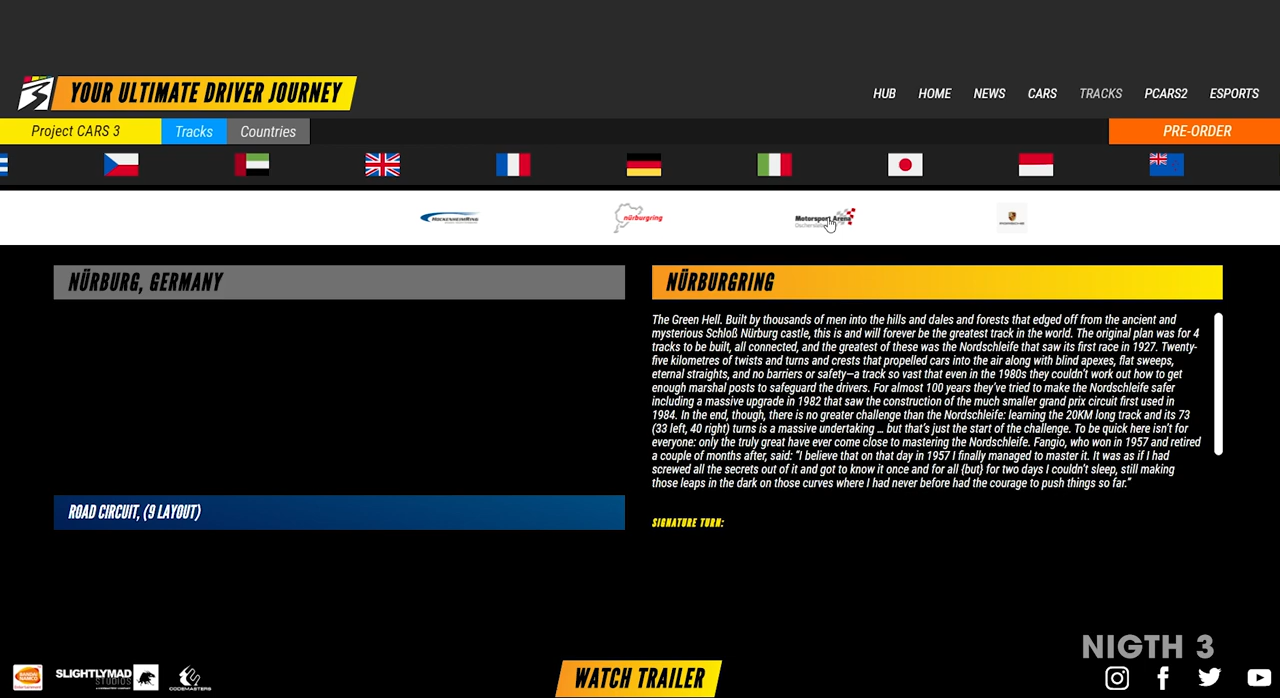 YOUR ULTIMATE DRIVER JOURNEY
HUB HOME NEWS CARS TRACKS PCARS2 ESPORTS
Project CARS 3 Tracks Countries PRE-ORDER
HOCKENHEIMRING nürburgring Motorsport Arena PORSCHE
Oschersleben
NÜRBURG, GERMANY
NÜRBURGRING
The Green Hell. Built by thousands of men into the hills and dales and forests that edged off from the ancient and
mysterious Schloß Nürburg castle, this is and will forever be the greatest track in the world. The original plan was for 4
tracks to be built, all connected, and the greatest of these was the Nordschleife that saw its first race in 1927. Twenty-
five kilometres of twists and turns and crests that propelled cars into the air along with blind apexes, flat sweeps,
eternal straights, and no barriers or safety—a track so vast that even in the 1980s they couldn't work out how to get
enough marshal posts to safeguard the drivers. For almost 100 years they've tried to make the Nordschleife safer
including a massive upgrade in 1982 that saw the construction of the much smaller grand prix circuit first used in
1984. In the end, though, there is no greater challenge than the Nordschleife: learning the 20KM long track and its 73
(33 left, 40 right) turns is a massive undertaking … but that's just the start of the challenge. To be quick here isn't for
everyone: only the truly great have ever come close to mastering the Nordschleife. Fangio, who won in 1957 and retired
a couple of months after, said: “I believe that on that day in 1957 I finally managed to master it. It was as if I had
screwed all the secrets out of it and got to know it once and for all {but} for two days I couldn't sleep, still making
those leaps in the dark on those curves where I had never before had the courage to push things so far.”
ROAD CIRCUIT, (9 LAYOUT)
SIGNATURE TURN:
NIGTH 3
BANDAI NAMCO
SLIGHTLYMAD
STUDIOS
CODEMASTERS
WATCH TRAILER